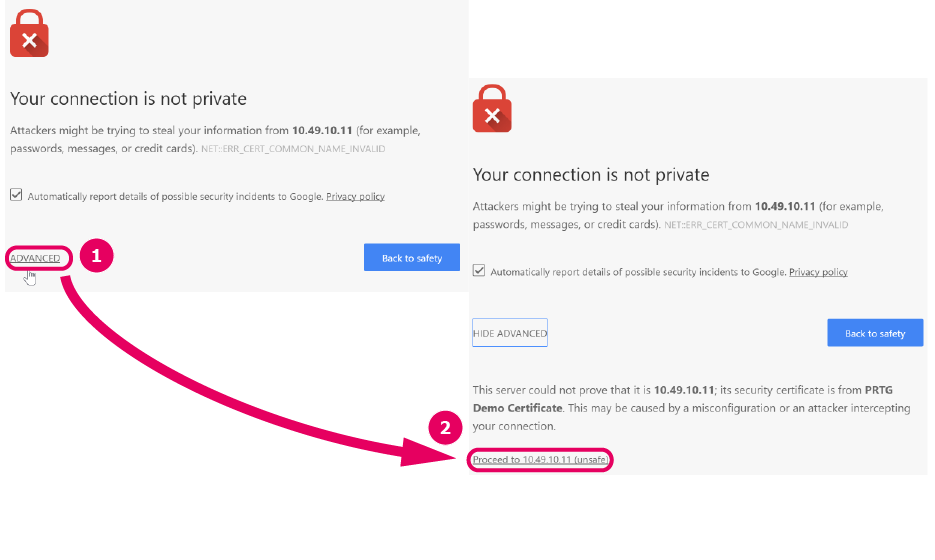 Your connection is not private
Attackers might be trying to steal your information from 10.49.10.11 (for example,
passwords, messages, or credit cards). NET::ERR_CERT_COMMON_NAME_INVALID
Automatically report details of possible security incidents to Google. Privacy policy
ADVANCED
1
Back to safety
Your connection is not private
Attackers might be trying to steal your information from 10.49.10.11 (for example,
passwords, messages, or credit cards). NET::ERR_CERT_COMMON_NAME_INVALID
Automatically report details of possible security incidents to Google. Privacy policy
HIDE ADVANCED
Back to safety
This server could not prove that it is 10.49.10.11; its security certificate is from PRTG
Demo Certificate. This may be caused by a misconfiguration or an attacker intercepting
your connection.
2
Proceed to 10.49.10.11 (unsafe)